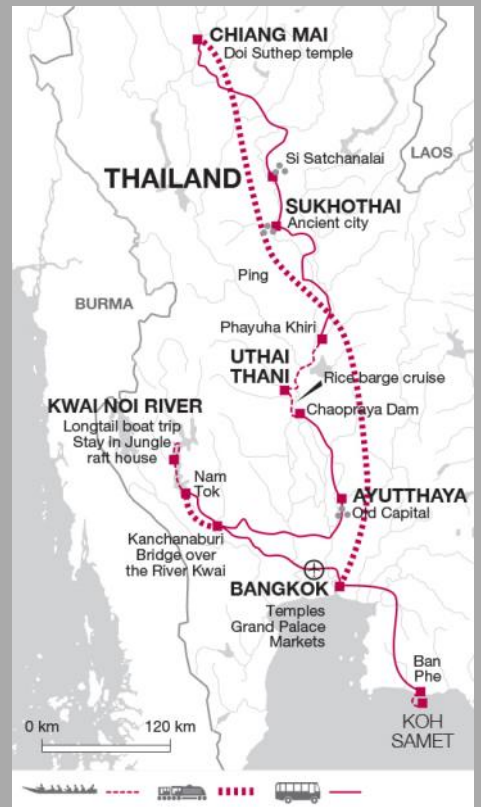 CHIANG MAI
Doi Suthep temple
LAOS
Si Satchanalai
THAILAND
SUKHOTHAI
Ancient city
Ping
BURMA
Phayuha Khiri
UTHAI
THANI
Rice barge cruise
Chaopraya Dam
KWAI NOI RIVER
Longtail boat trip
Stay in Jungle
raft house
Nam
Tok
AYUTTHAYA
Old Capital
Kanchanaburi
Bridge over
the River Kwai
BANGKOK
Temples
Grand Palace
Markets
Ban
Phe
KOH
SAMET
0 km
120 km